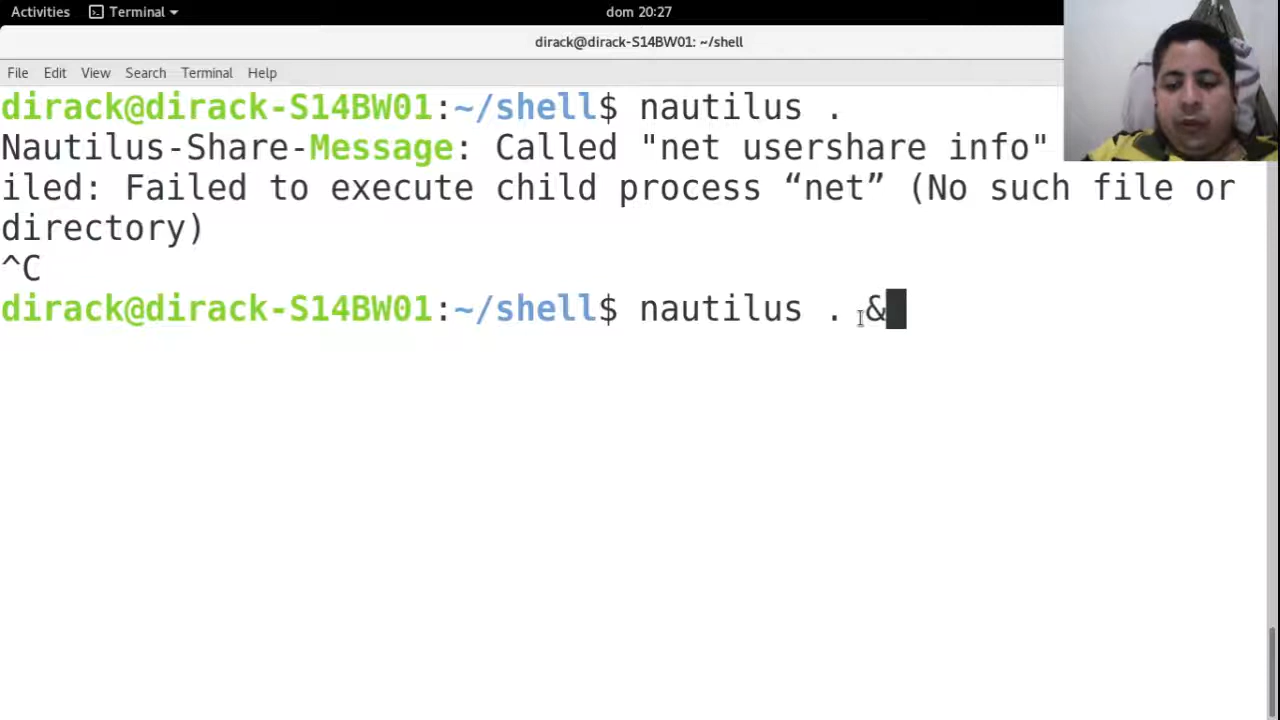 Activities Terminal dom 20:27
dirack@dirack-S14BW01: ~/shell
File Edit View Search Terminal Help
dirack@dirack-S14BW01:~/shell$ nautilus .
Nautilus-Share-Message: Called "net usershare info"
iled: Failed to execute child process “net” (No such file or
directory)
^C
dirack@dirack-S14BW01:~/shell$ nautilus . &